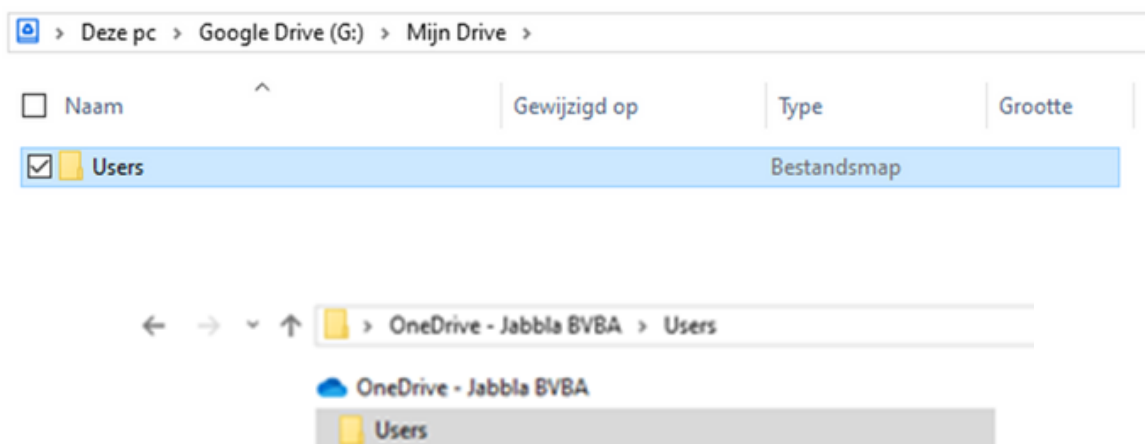 Deze pc > Google Drive (G:) > Mijn Drive >
Naam Gewijzigd op Type Grootte
Users Bestandsmap
> OneDrive - Jabbla BVBA > Users
OneDrive - Jabbla BVBA
Users